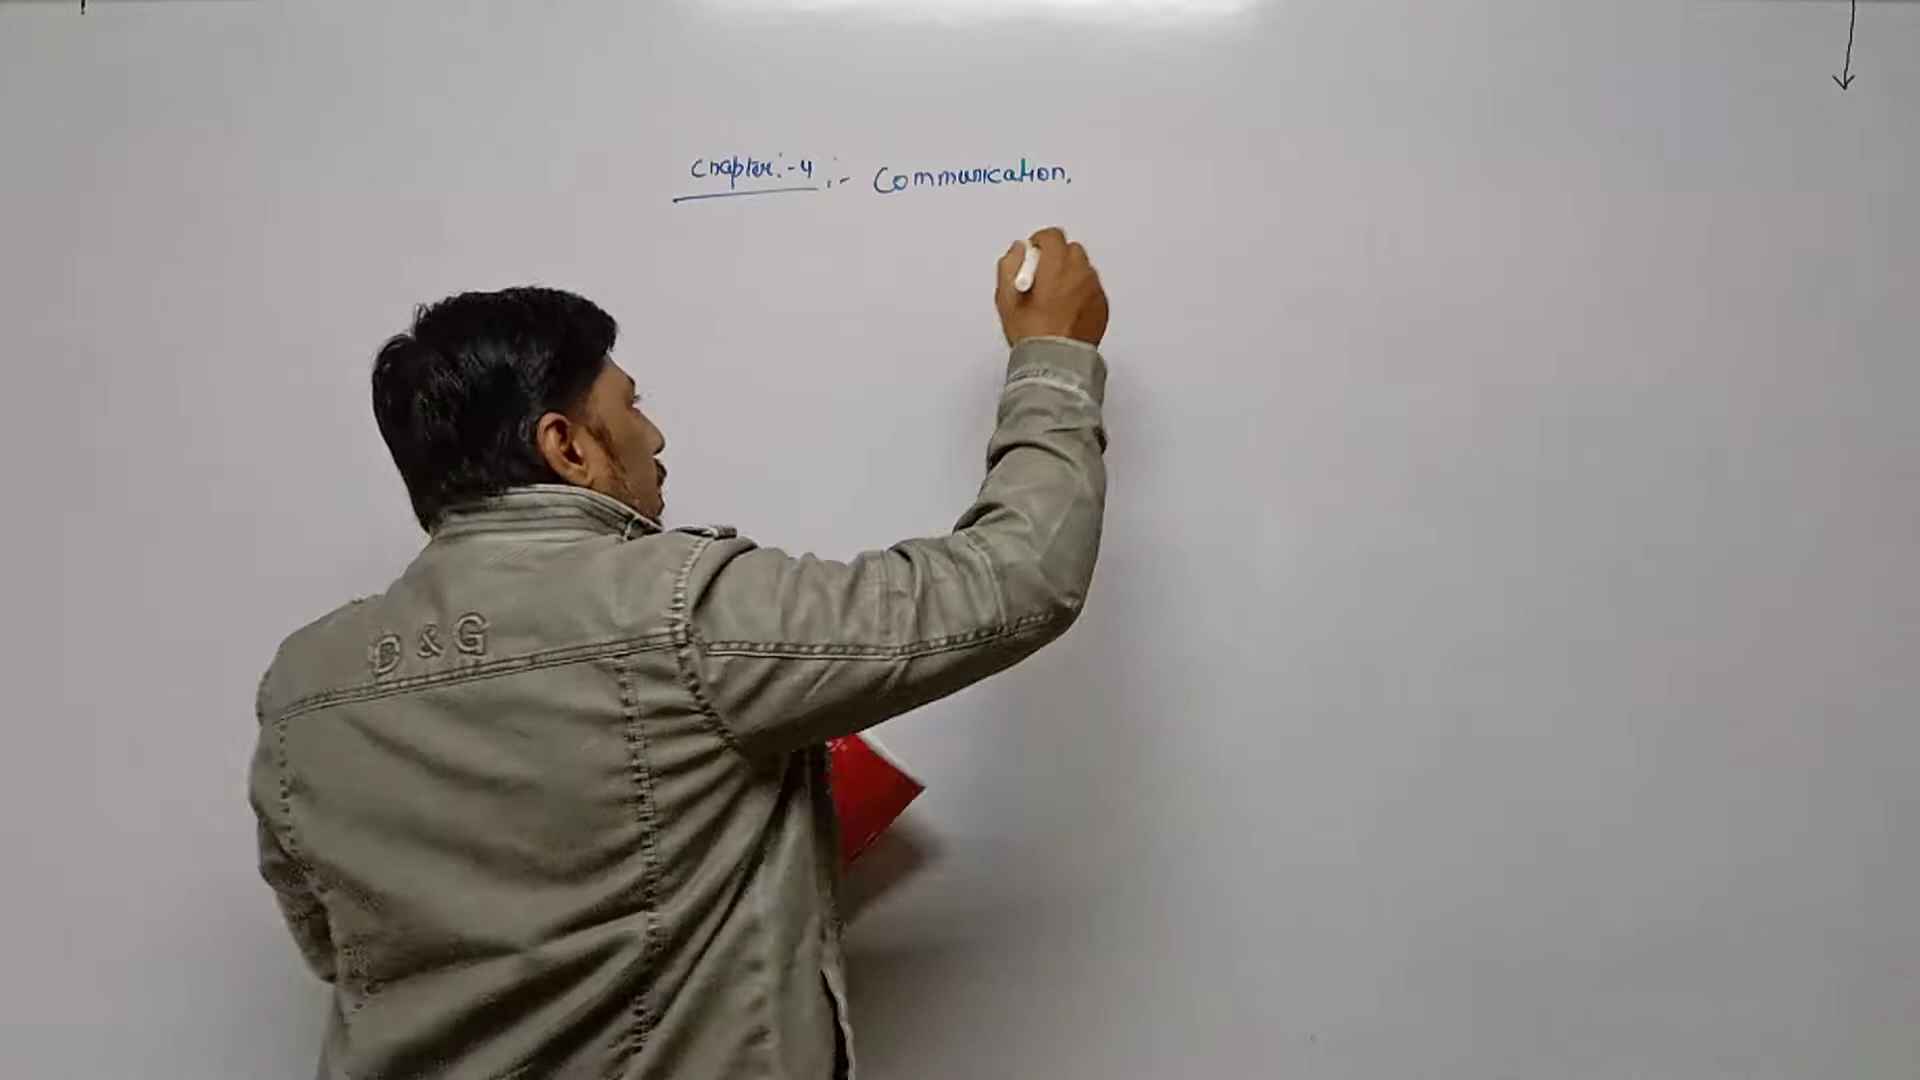 Chapter:-4 :- Communication.
D & G